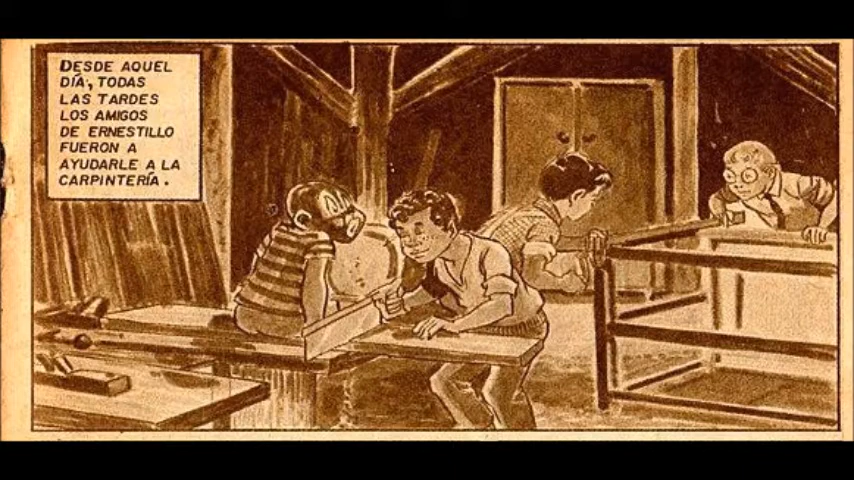 DESDE AQUEL
DÍA, TODAS
LAS TARDES
LOS AMIGOS
DE ERNESTILLO
FUERON A
AYUDARLE A LA
CARPINTERÍA.